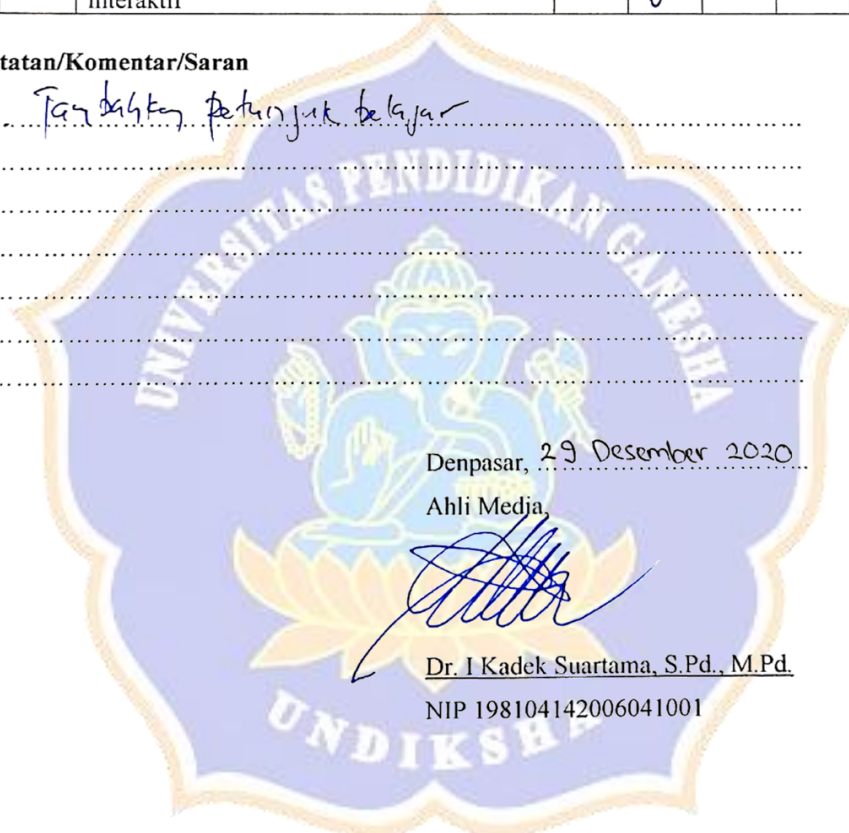 interaktif
tatan/Komentar/Saran
Tambahkan petunjuk belajar
UNIVERSITAS PENDIDIKAN GANESHA
Denpasar, 29 Desember 2020
Ahli Media,
Dr. I Kadek Suartama, S.Pd., M.Pd.
NIP 198104142006041001
UNDIKSHA